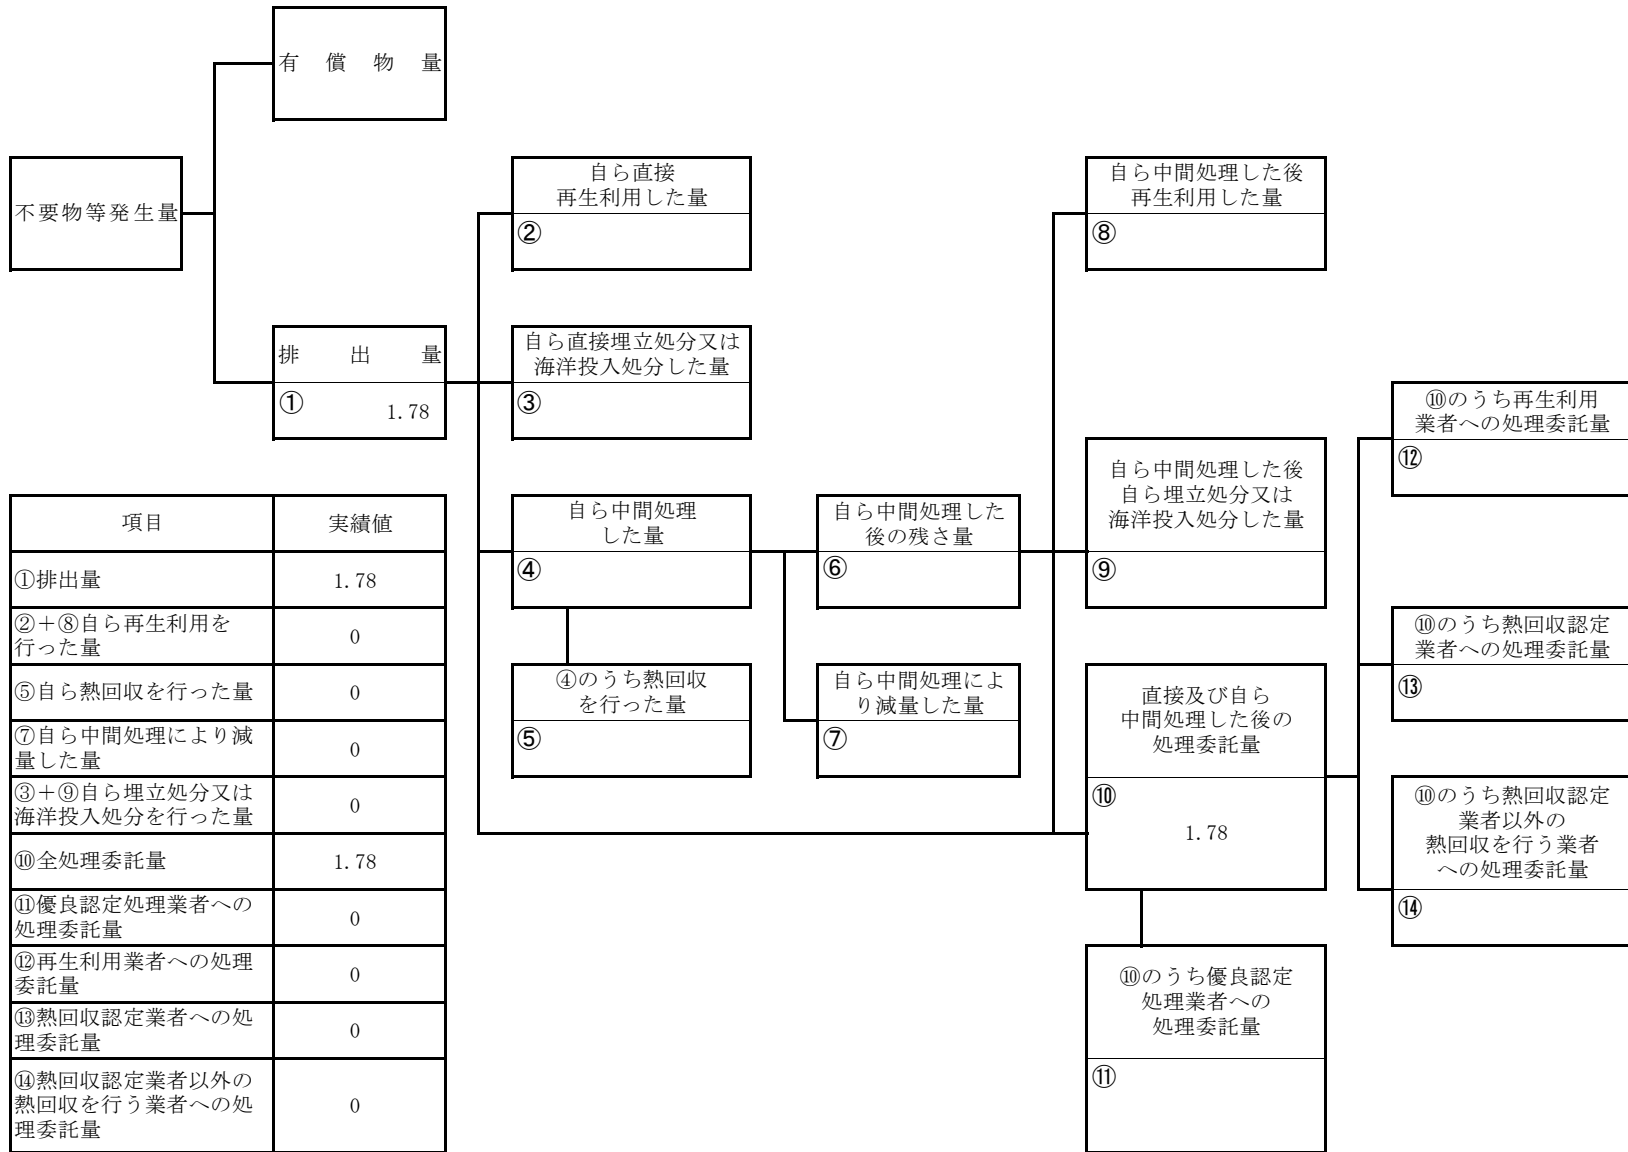 有償物量
不要物等発生量
排出量
①
1.78
自ら直接
再生利用した量
②
自ら直接埋立処分又は
海洋投入処分した量
③
自ら中間処理
した量
④
④のうち熱回収
を行った量
⑤
自ら中間処理した
後の残さ量
⑥
自ら中間処理によ
り減量した量
⑦
自ら中間処理した後
再生利用した量
⑧
自ら中間処理した後
自ら埋立処分又は
海洋投入処分した量
⑨
直接及び自ら
中間処理した後の
処理委託量
⑩
1.78
⑩のうち優良認定
処理業者への
処理委託量
⑪
⑩のうち再生利用
業者への処理委託量
⑫
⑩のうち熱回収認定
業者への処理委託量
⑬
⑩のうち熱回収認定
業者以外の
熱回収を行う業者
への処理委託量
⑭
項目 実績値
①排出量 1.78
②＋⑧自ら再生利用を
行った量 0
⑤自ら熱回収を行った量 0
⑦自ら中間処理により減
量した量 0
③＋⑨自ら埋立処分又は
海洋投入処分を行った量 0
⑩全処理委託量 1.78
⑪優良認定処理業者への
処理委託量 0
⑫再生利用業者への処理
委託量 0
⑬熱回収認定業者への処
理委託量 0
⑭熱回収認定業者以外の
熱回収を行う業者への処
理委託量 0